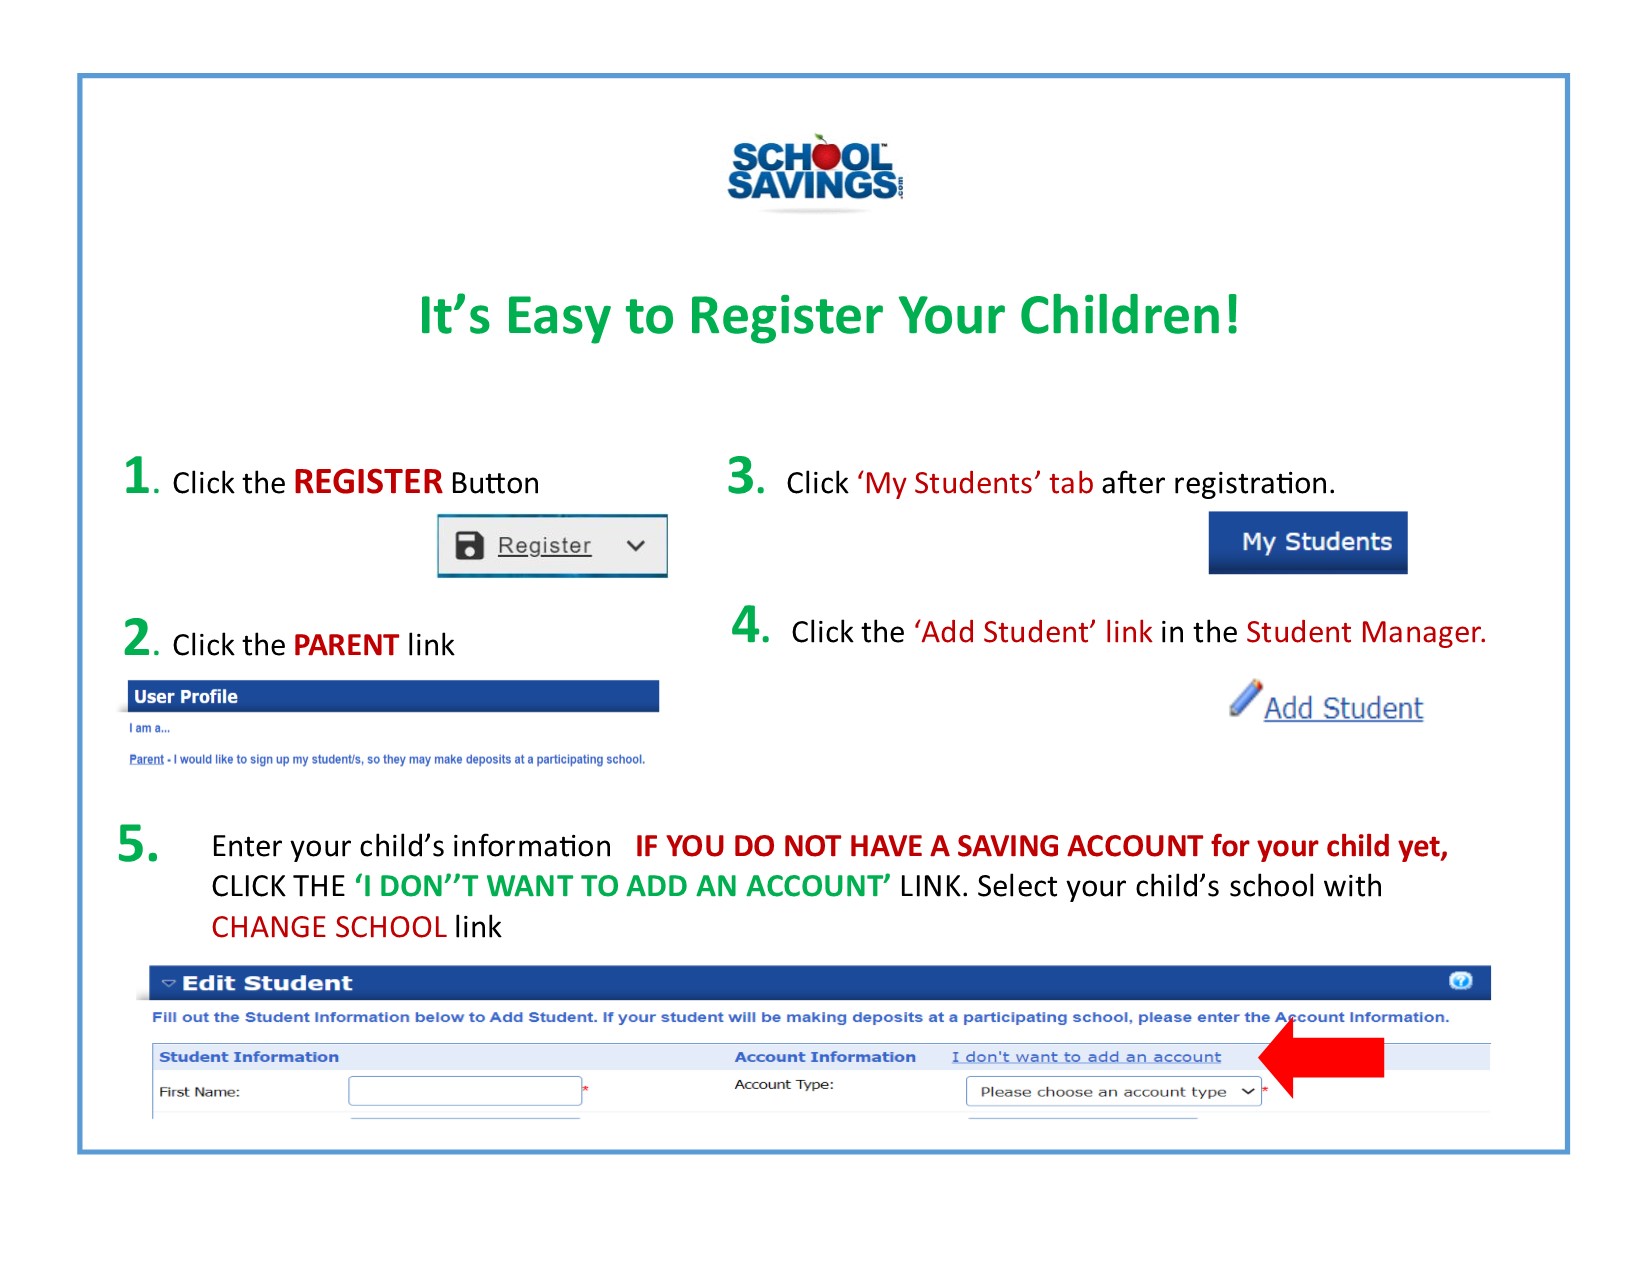 SCHOOL™
SAVINGS.com
It’s Easy to Register Your Children!
1. Click the REGISTER Button
Register
2. Click the PARENT link
User Profile
I am a...
Parent - I would like to sign up my student/s, so they may make deposits at a participating school.
3. Click ‘My Students’ tab after registration.
My Students
4. Click the ‘Add Student’ link in the Student Manager.
Add Student
5. Enter your child’s information IF YOU DO NOT HAVE A SAVING ACCOUNT for your child yet,
CLICK THE ‘I DON’’T WANT TO ADD AN ACCOUNT’ LINK. Select your child’s school with
CHANGE SCHOOL link
Edit Student ?
Fill out the Student Information below to Add Student. If your student will be making deposits at a participating school, please enter the Account Information.
Student Information Account Information I don't want to add an account
First Name: * Account Type: Please choose an account type *